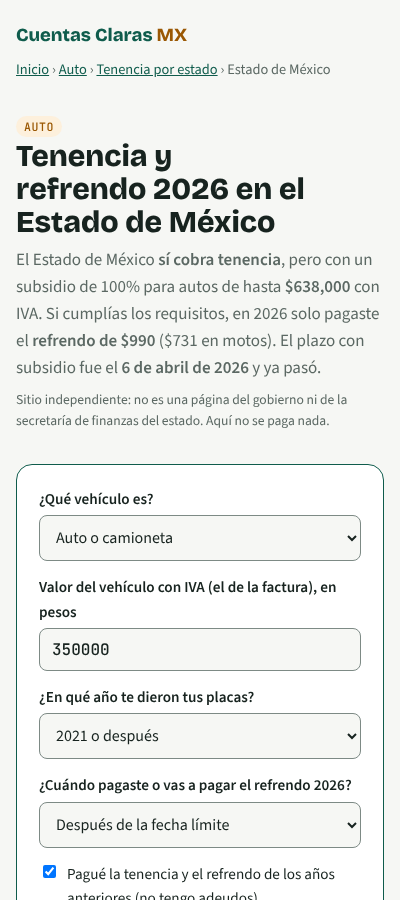 Cuentas Claras MX
Inicio › Auto › Tenencia por estado › Estado de México
AUTO
Tenencia y
refrendo 2026 en el
Estado de México
El Estado de México sí cobra tenencia, pero con un
subsidio de 100% para autos de hasta $638,000 con
IVA. Si cumplías los requisitos, en 2026 solo pagaste
el refrendo de $990 ($731 en motos). El plazo con
subsidio fue el 6 de abril de 2026 y ya pasó.
Sitio independiente: no es una página del gobierno ni de la
secretaría de finanzas del estado. Aquí no se paga nada.
¿Qué vehículo es?
Auto o camioneta
Valor del vehículo con IVA (el de la factura), en
pesos
350000
¿En qué año te dieron tus placas?
2021 o después
¿Cuándo pagaste o vas a pagar el refrendo 2026?
Después de la fecha límite
Pagué la tenencia y el refrendo de los años
anteriores (no tengo adeudos)